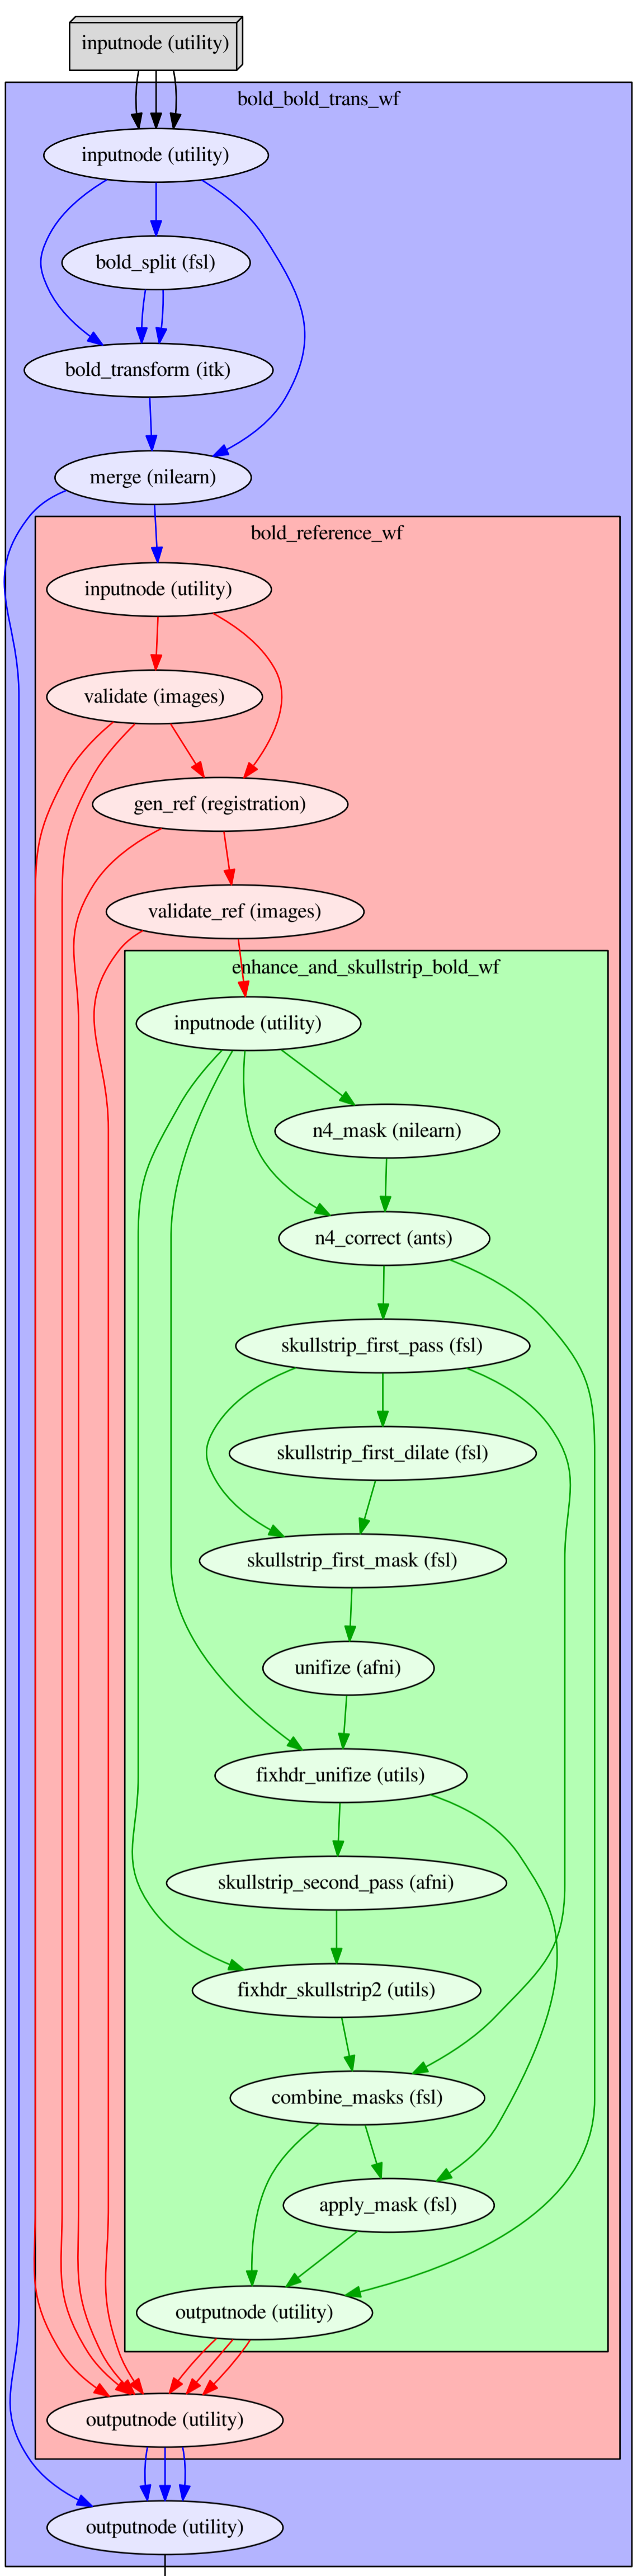 inputnode (utility)
bold_bold_trans_wf
inputnode (utility)
bold_split (fsl)
bold_transform (itk)
merge (nilearn)
bold_reference_wf
inputnode (utility)
validate (images)
gen_ref (registration)
validate_ref (images)
enhance_and_skullstrip_bold_wf
inputnode (utility)
n4_mask (nilearn)
n4_correct (ants)
skullstrip_first_pass (fsl)
skullstrip_first_dilate (fsl)
skullstrip_first_mask (fsl)
unifize (afni)
fixhdr_unifize (utils)
skullstrip_second_pass (afni)
fixhdr_skullstrip2 (utils)
combine_masks (fsl)
apply_mask (fsl)
outputnode (utility)
outputnode (utility)
outputnode (utility)